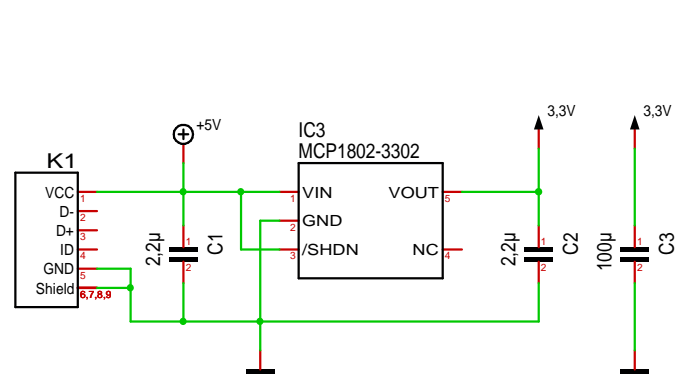 3,3V
3,3V
+5V
IC3
MCP1802-3302
K1
VCC
1
D-
2
D+
3
ID
4
GND
5
Shield
6,7,8,9
2,2µ
1
2
C1
1
VIN
2
GND
3
/SHDN
VOUT
5
NC
4
2,2µ
1
2
C2
100µ
1
2
C3